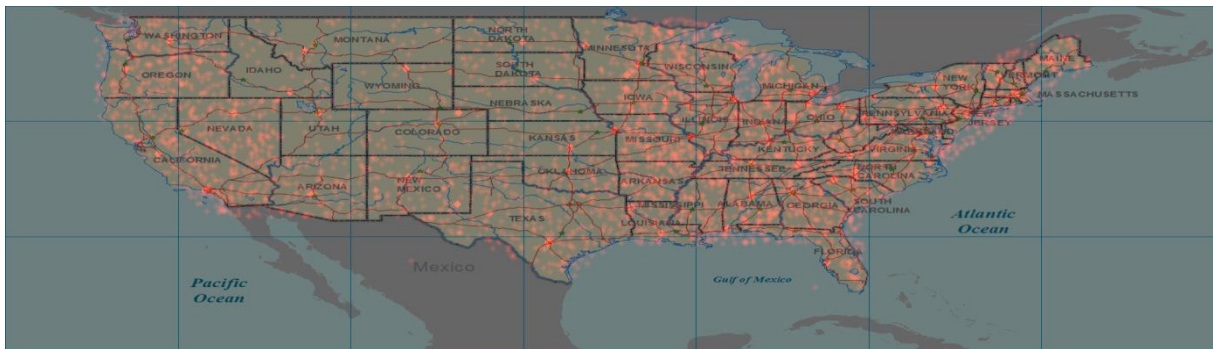 WASHINGTON
MONTANA
NORTH
DAKOTA
MINNESOTA
MAINE
OREGON
IDAHO
SOUTH
DAKOTA
WISCONSIN
MICHIGAN
NEW
YORK
VERMONT
WYOMING
MASSACHUSETTS
IOWA
NEBRASKA
PENNSYLVANIA
NEW
JERSEY
NEVADA
UTAH
COLORADO
ILLINOIS
INDIANA
OHIO
KANSAS
MISSOURI
KENTUCKY
VIRGINIA
CALIFORNIA
OKLAHOMA
TENNESSEE
NORTH
CAROLINA
ARIZONA
NEW
MEXICO
ARKANSAS
SOUTH
CAROLINA
MISSISSIPPI
ALABAMA
GEORGIA
TEXAS
LOUISIANA
Atlantic
Ocean
FLORIDA
Mexico
Pacific
Ocean
Gulf of Mexico